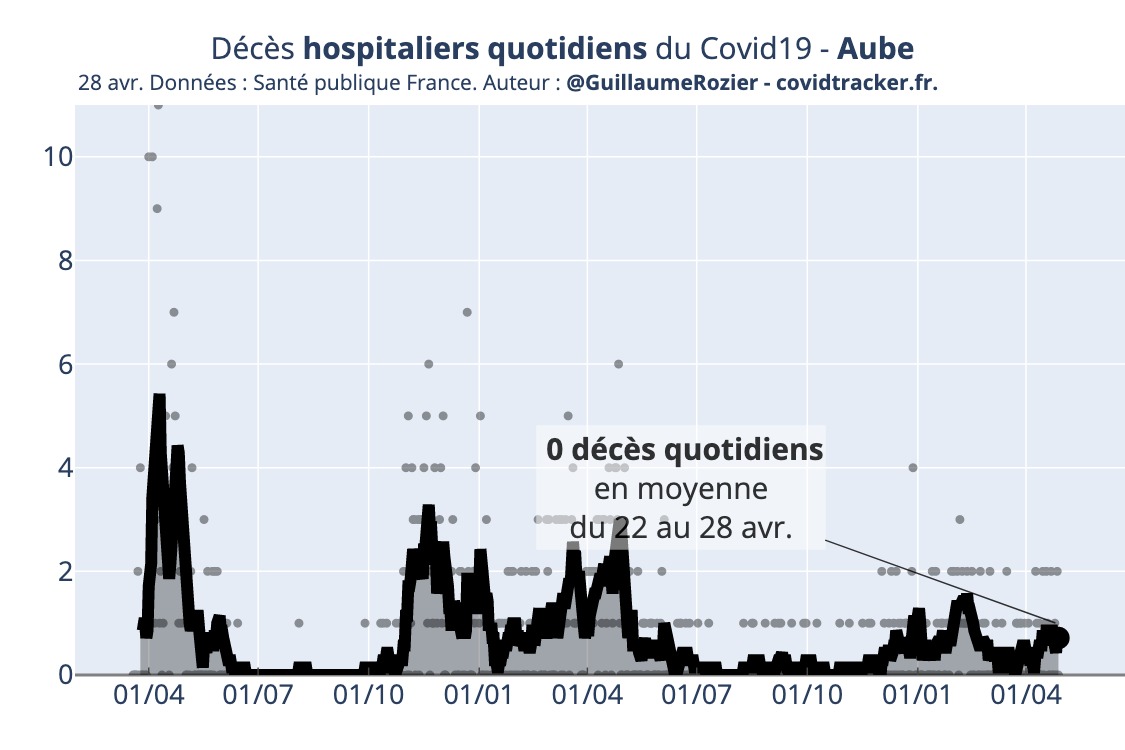 Décès hospitaliers quotidiens du Covid19 - Aube
28 avr. Données : Santé publique France. Auteur : @GuillaumeRozier - covidtracker.fr.
10
8
6
4
2
0
0 décès quotidiens
en moyenne
du 22 au 28 avr.
01/04 01/07 01/10 01/01 01/04 01/07 01/10 01/01 01/04